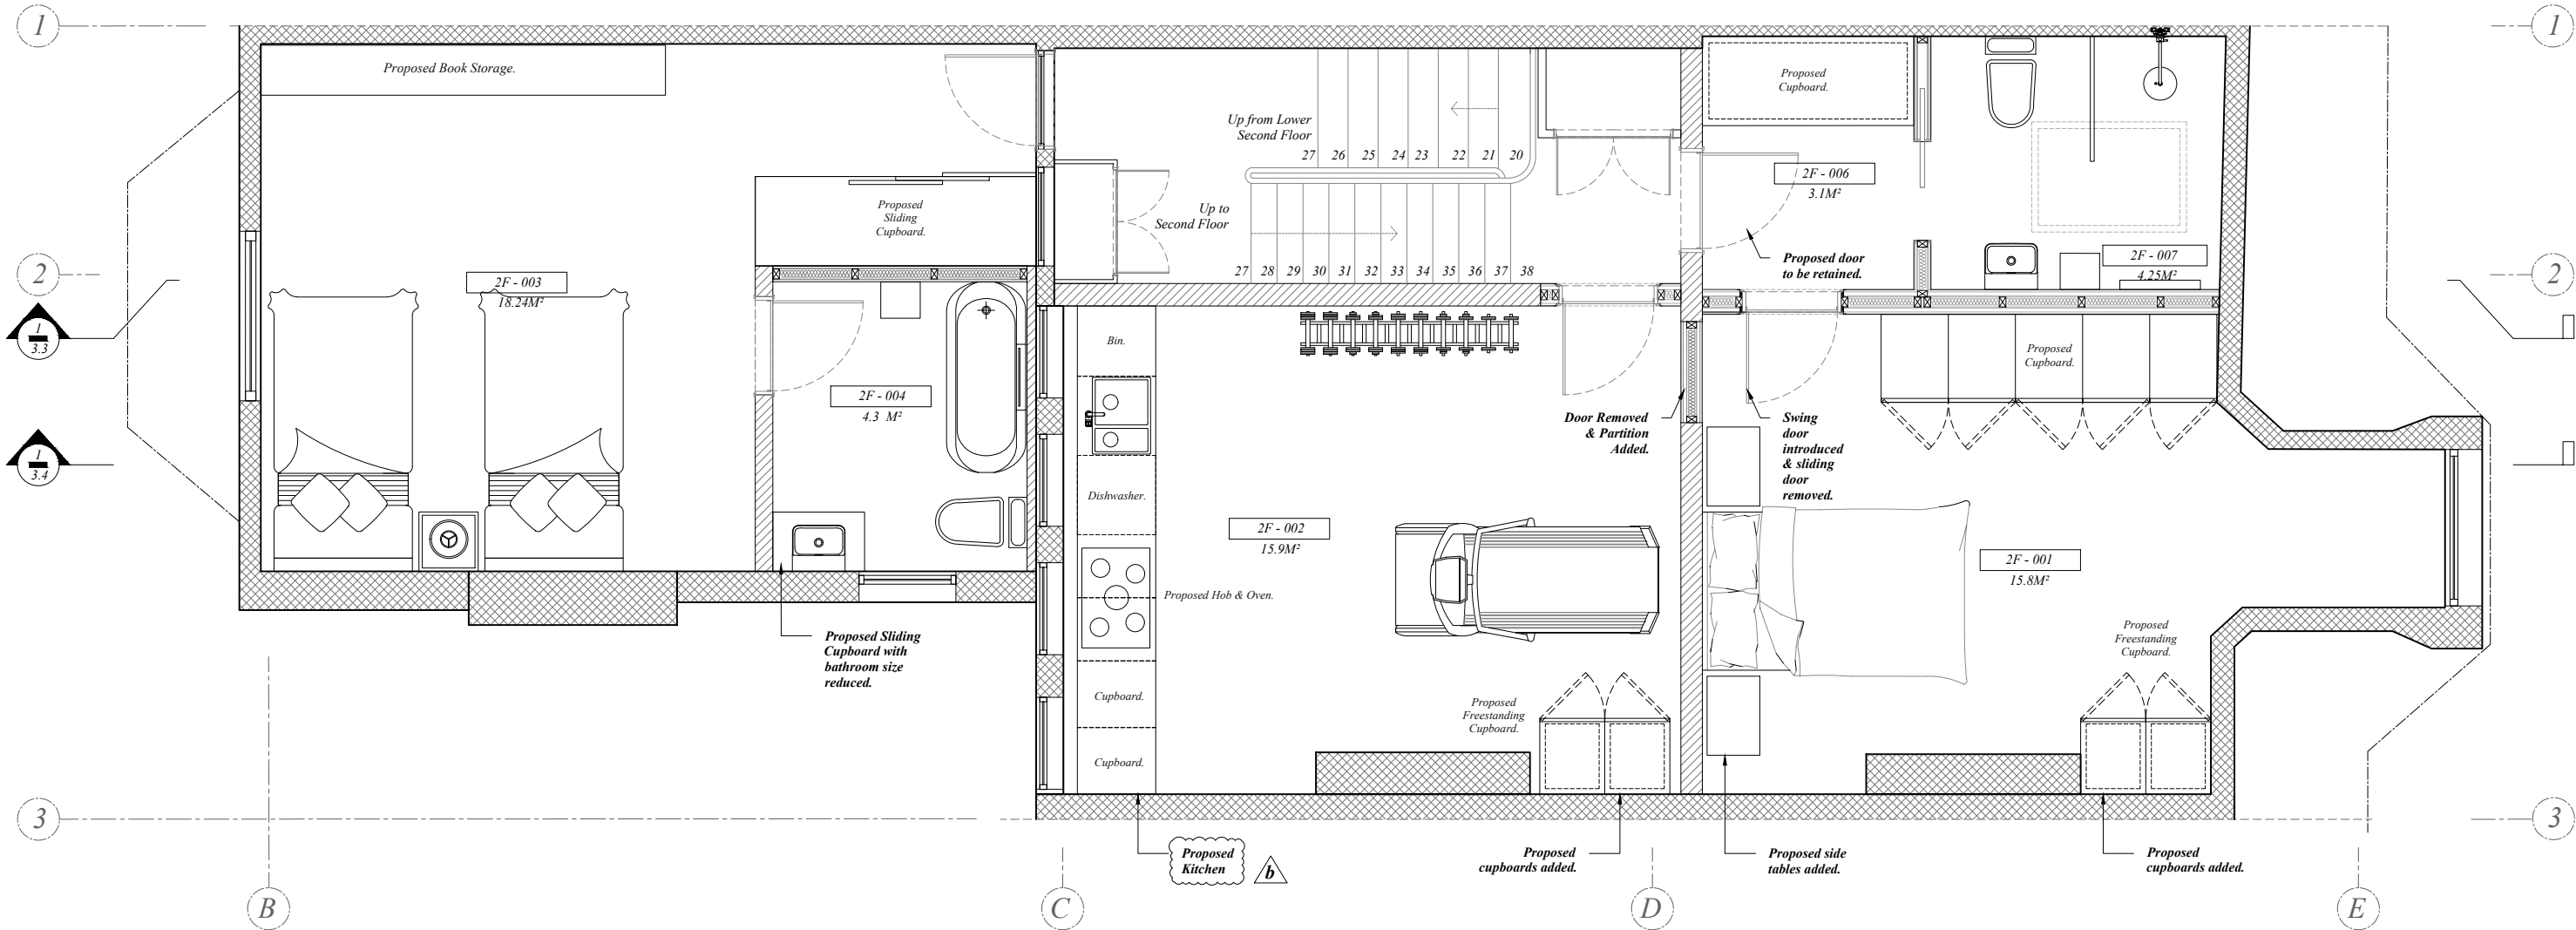 1
1
Proposed Book Storage.
Proposed
Cupboard.
Up from Lower
Second Floor
27 26 25 24 23 22 21 20
2F - 006
3.1M²
Proposed
Sliding
Cupboard.
Up to
Second Floor
Proposed door
to be retained.
2F - 007
4.25M²
2
2
27 28 29 30 31 32 33 34 35 36 37 38
2F - 003
18.24M²
1
3.3
Bin.
Proposed
Cupboard.
2F - 004
4.3 M²
Door Removed
& Partition
Added.
Swing
door
introduced
& sliding
door
removed.
1
3.4
Dishwasher.
2F - 002
15.9M²
2F - 001
15.8M²
Proposed Hob & Oven.
Proposed Sliding
Cupboard with
bathroom size
reduced.
Proposed
Freestanding
Cupboard.
Cupboard.
Proposed
Freestanding
Cupboard.
Cupboard.
3
3
Proposed
Kitchen
b
Proposed
cupboards added.
Proposed side
tables added.
Proposed
cupboards added.
B
C
D
E